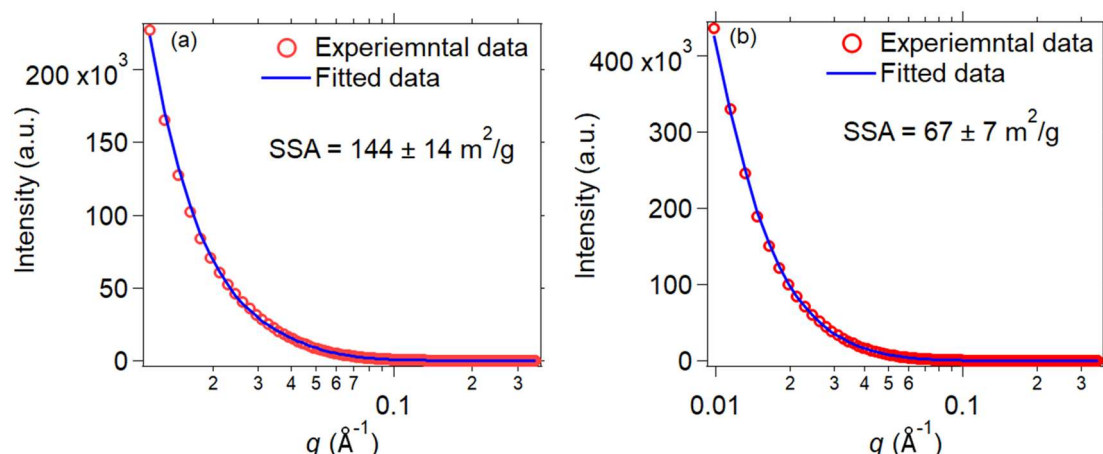 (a)
Experiemntal data
Fitted data
SSA = 144 ± 14 m²/g
Intensity (a.u.)
200 x10³
150
100
50
0
2 3 4 5 6 7 2 3
0.1
q (Å⁻¹)
(b)
Experiemntal data
Fitted data
SSA = 67 ± 7 m²/g
Intensity (a.u.)
400 x10³
300
200
100
0
2 3 4 5 6 2 3
0.01 0.1
q (Å⁻¹)